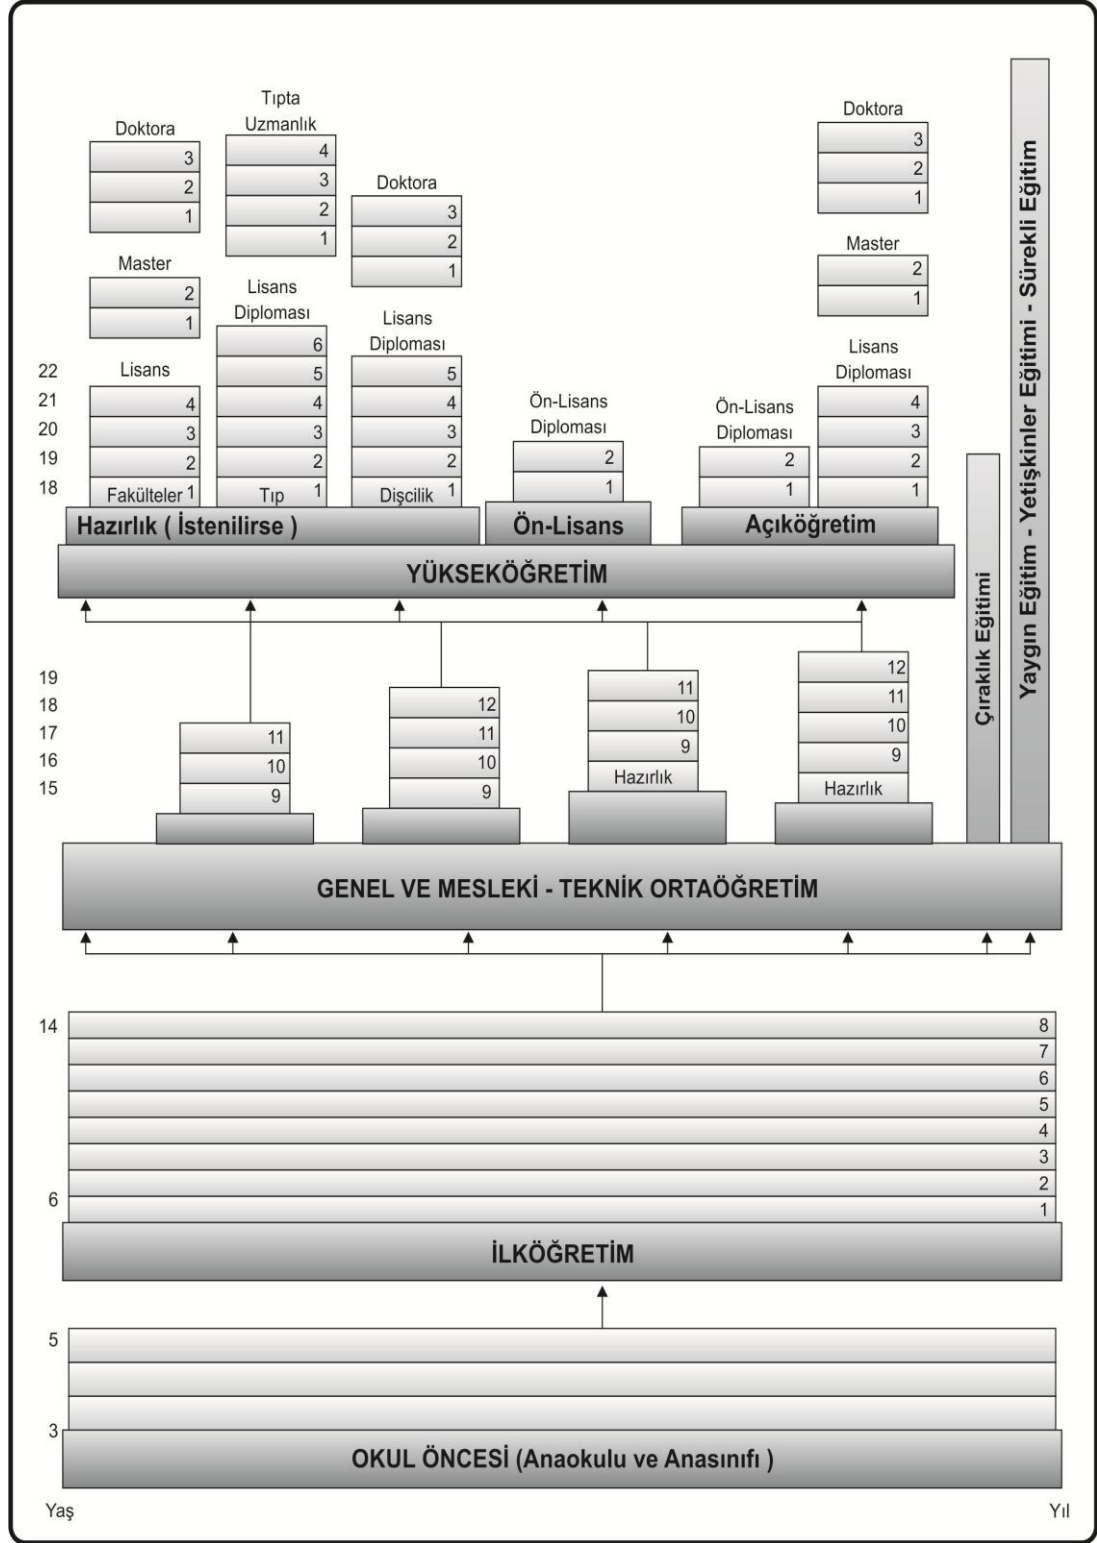 Doktora
3
2
1
Master
2
1
Lisans
4
3
2
Fakülteler 1
Tıpta
Uzmanlık
4
3
2
1
Lisans
Diploması
6
5
4
3
2
Tıp 1
Doktora
3
2
1
Lisans
Diploması
5
4
3
2
Dişcilik 1
Ön-Lisans
Diploması
2
1
Ön-Lisans
Diploması
2
1
Doktora
3
2
1
Master
2
1
Lisans
Diploması
4
3
2
1
22
21
20
19
18
Hazırlık ( İstenilirse )
Ön-Lisans
Açıköğretim
YÜKSEKÖĞRETİM
19
18
17
16
15
11
10
9
12
11
10
9
11
10
9
Hazırlık
12
11
10
9
Hazırlık
Çıraklık Eğitimi
Yaygın Eğitim - Yetişkinler Eğitimi - Sürekli Eğitim
GENEL VE MESLEKİ - TEKNİK ORTAÖĞRETİM
14
6
8
7
6
5
4
3
2
1
İLKÖĞRETİM
5
3
OKUL ÖNCESİ (Anaokulu ve Anasınıfı )
Yaş
Yıl